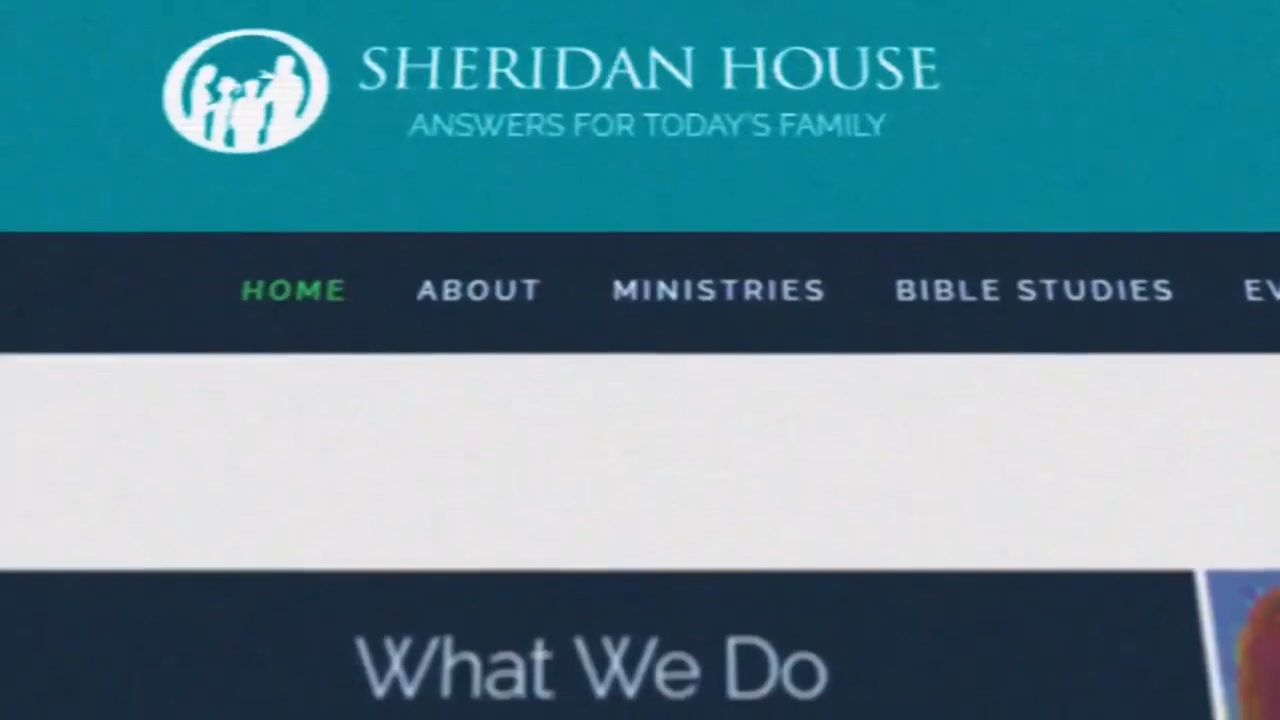 SHERIDAN HOUSE
ANSWERS FOR TODAY'S FAMILY
HOME ABOUT MINISTRIES BIBLE STUDIES
What We Do